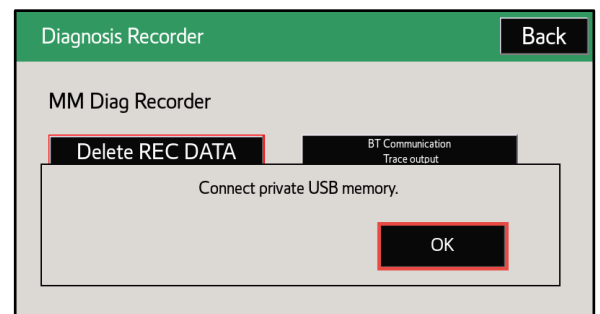 Diagnosis Recorder
Back
MM Diag Recorder
Delete REC DATA
BT Communication
Trace output
Connect private USB memory.
OK